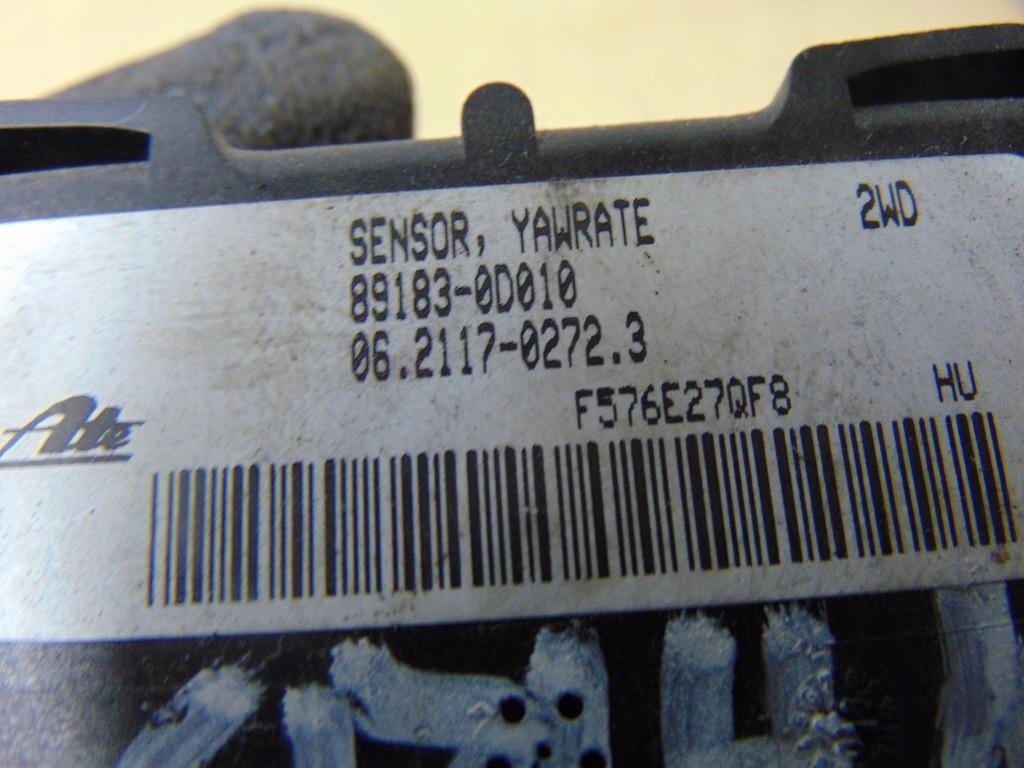 SENSOR, YAWRATE 2WD
89183-0D010
06.2117-0272.3
F576E27QF8 HU
Ate